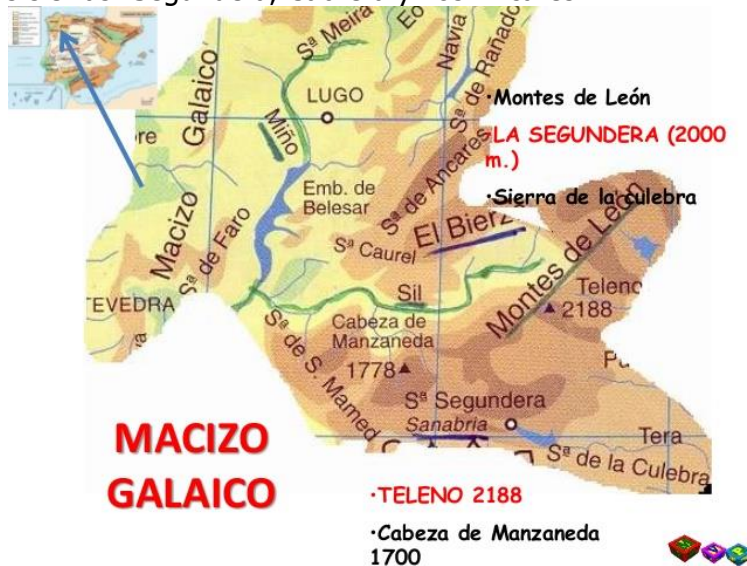 Sª Meira
Navia
Sª de Rañado
Galaico
LUGO
Miño
·Montes de León
LA SEGUNDERA (2000
m.)
·Sierra de la culebra
Sª de Ancares
Emb. de
Belesar
Macizo
Sª de Faro
El Bierz
Sª Caurel
Montes de León
TEVEDRA
Sil
Teleno
2188
Cabeza de
Manzaneda
1778
Sª de S. Mamed
Sª Segundera
Sanabria
Tera
Sª de la Culebra
MACIZO
GALAICO
·TELENO 2188
·Cabeza de Manzaneda
1700